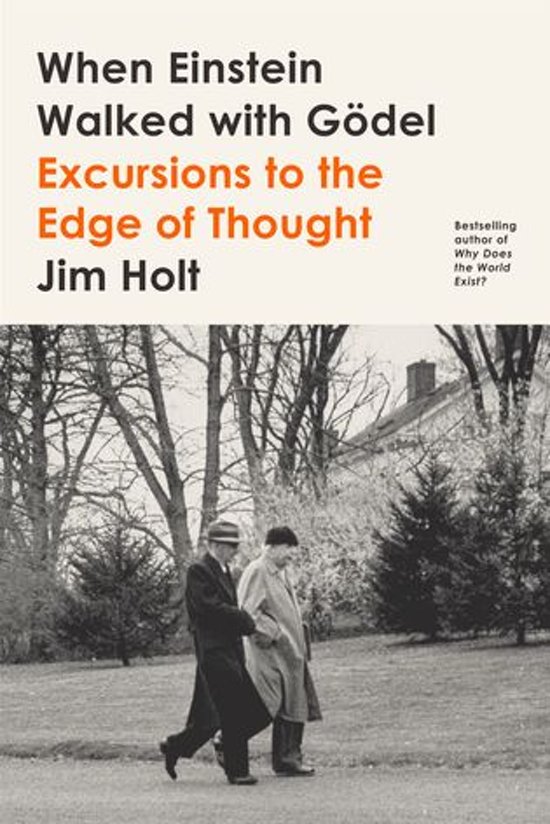 When Einstein
Walked with Gödel
Excursions to the
Edge of Thought
Jim Holt
Bestselling
author of
Why Does
the World
Exist?